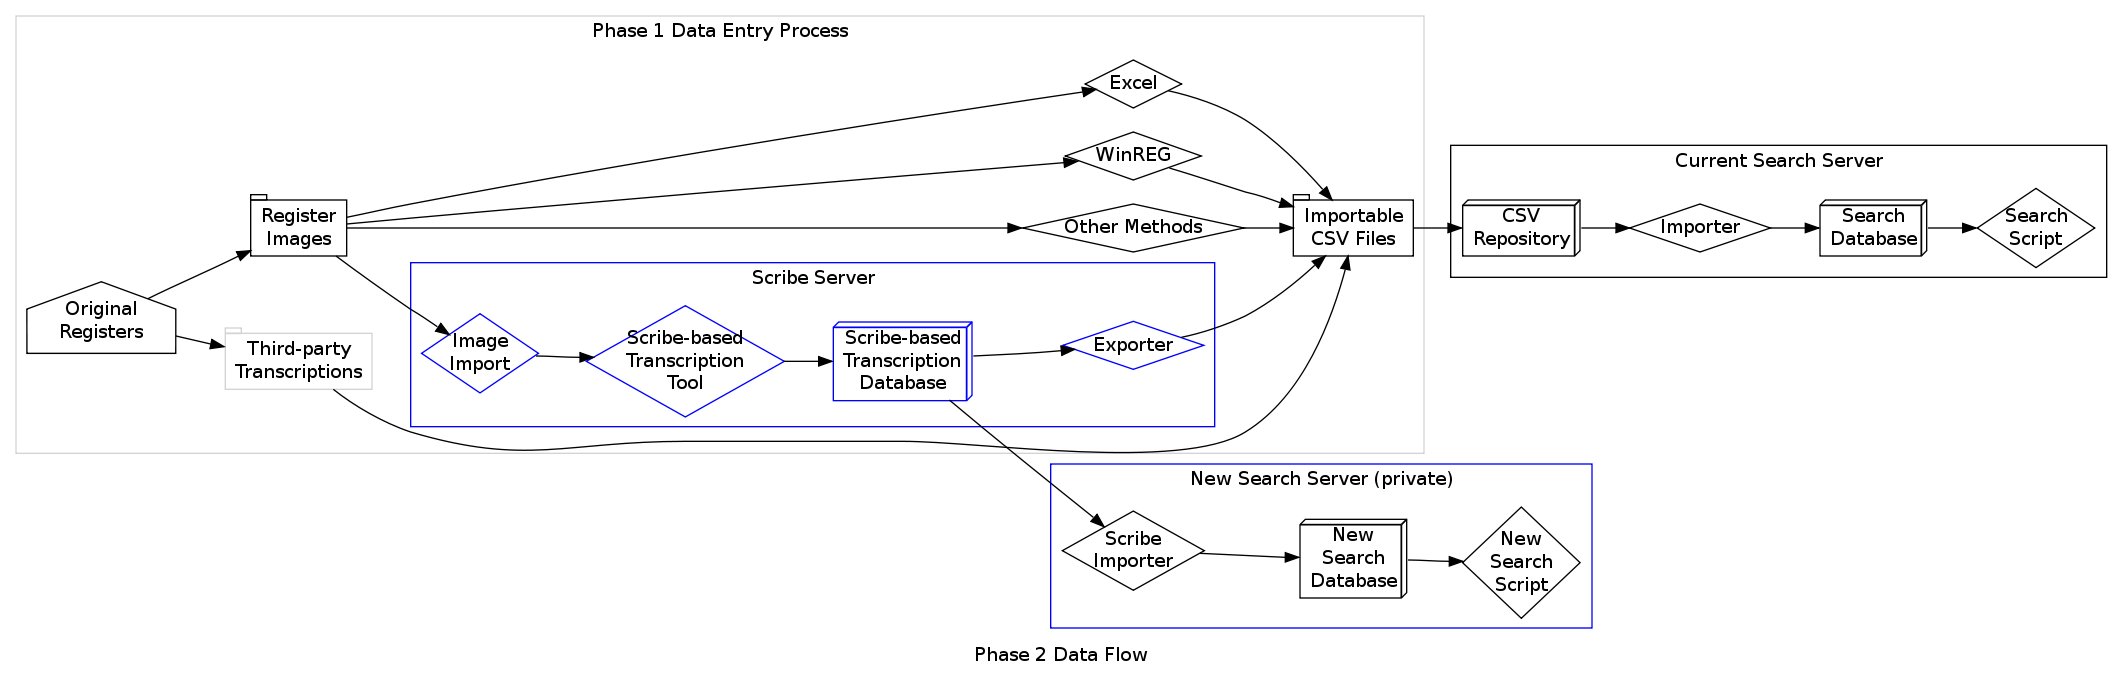 Phase 1 Data Entry Process
Excel
WinREG
Other Methods
Register
Images
Importable
CSV Files
Original
Registers
Third-party
Transcriptions
Scribe Server
Image
Import
Scribe-based
Transcription
Tool
Scribe-based
Transcription
Database
Exporter
Current Search Server
CSV
Repository
Importer
Search
Database
Search
Script
New Search Server (private)
Scribe
Importer
New
Search
Database
New
Search
Script
Phase 2 Data Flow